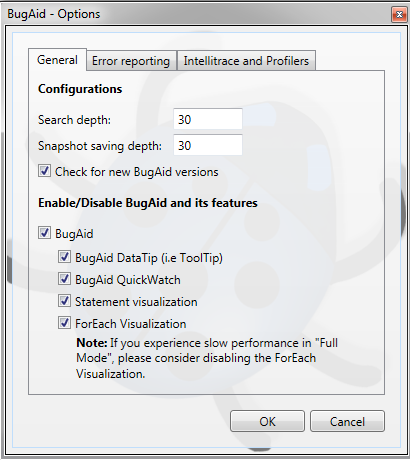 BugAid - Options
General Error reporting Intellitrace and Profilers
Configurations
Search depth: 30
Snapshot saving depth: 30
Check for new BugAid versions
Enable/Disable BugAid and its features
BugAid
BugAid DataTip (i.e ToolTip)
BugAid QuickWatch
Statement visualization
ForEach Visualization
Note: If you experience slow performance in "Full
Mode", please consider disabling the ForEach
Visualization.
OK Cancel